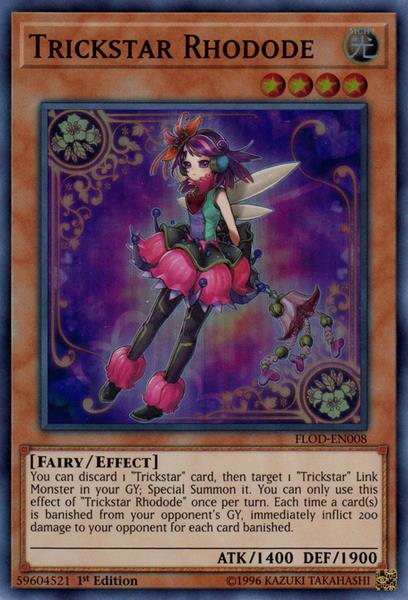 TRICKSTAR RHODODE
光
FLOD-EN008
[FAIRY/EFFECT]
You can discard 1 "Trickstar" card, then target 1 "Trickstar" Link
Monster in your GY; Special Summon it. You can only use this
effect of "Trickstar Rhodode" once per turn. Each time a card(s)
is banished from your opponent's GY, immediately inflict 200
damage to your opponent for each card banished.
ATK/1400 DEF/1900
59604521 1st Edition ©1996 KAZUKI TAKAHASHI